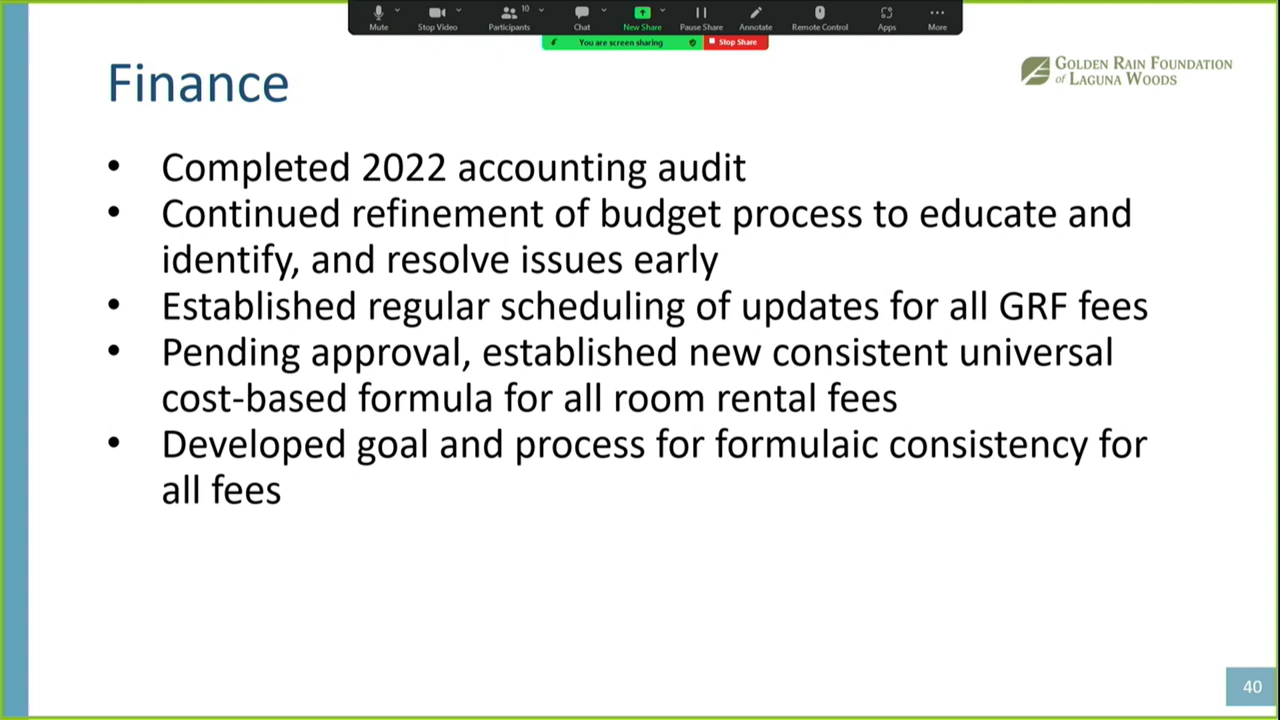 Mute
Stop Video
Participants
10
Chat
New Share
Pause Share
Annotate
Remote Control
Apps
More
You are screen sharing
Stop Share
Finance
GOLDEN RAIN FOUNDATION
of LAGUNA WOODS
• Completed 2022 accounting audit
• Continued refinement of budget process to educate and
identify, and resolve issues early
• Established regular scheduling of updates for all GRF fees
• Pending approval, established new consistent universal
cost-based formula for all room rental fees
• Developed goal and process for formulaic consistency for
all fees
40